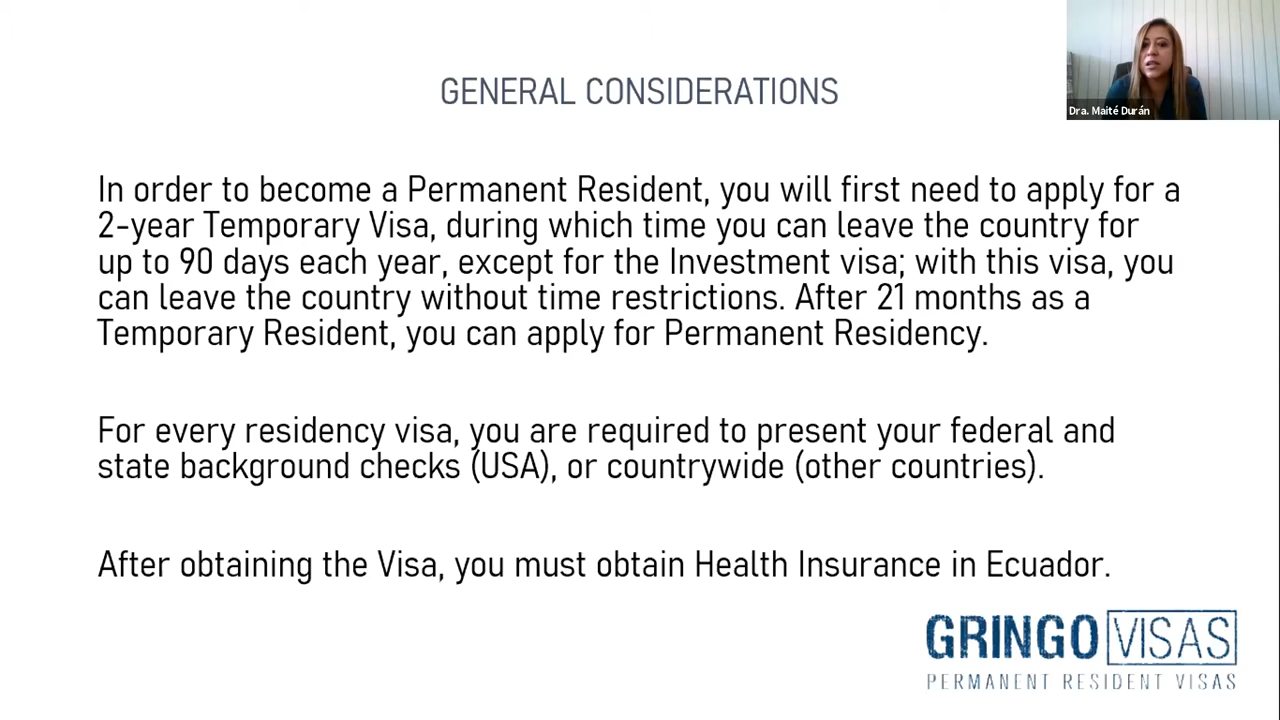 GENERAL CONSIDERATIONS
Dra. Maité Durán
In order to become a Permanent Resident, you will first need to apply for a
2-year Temporary Visa, during which time you can leave the country for
up to 90 days each year, except for the Investment visa; with this visa, you
can leave the country without time restrictions. After 21 months as a
Temporary Resident, you can apply for Permanent Residency.
For every residency visa, you are required to present your federal and
state background checks (USA), or countrywide (other countries).
After obtaining the Visa, you must obtain Health Insurance in Ecuador.
GRINGO VISAS
PERMANENT RESIDENT VISAS